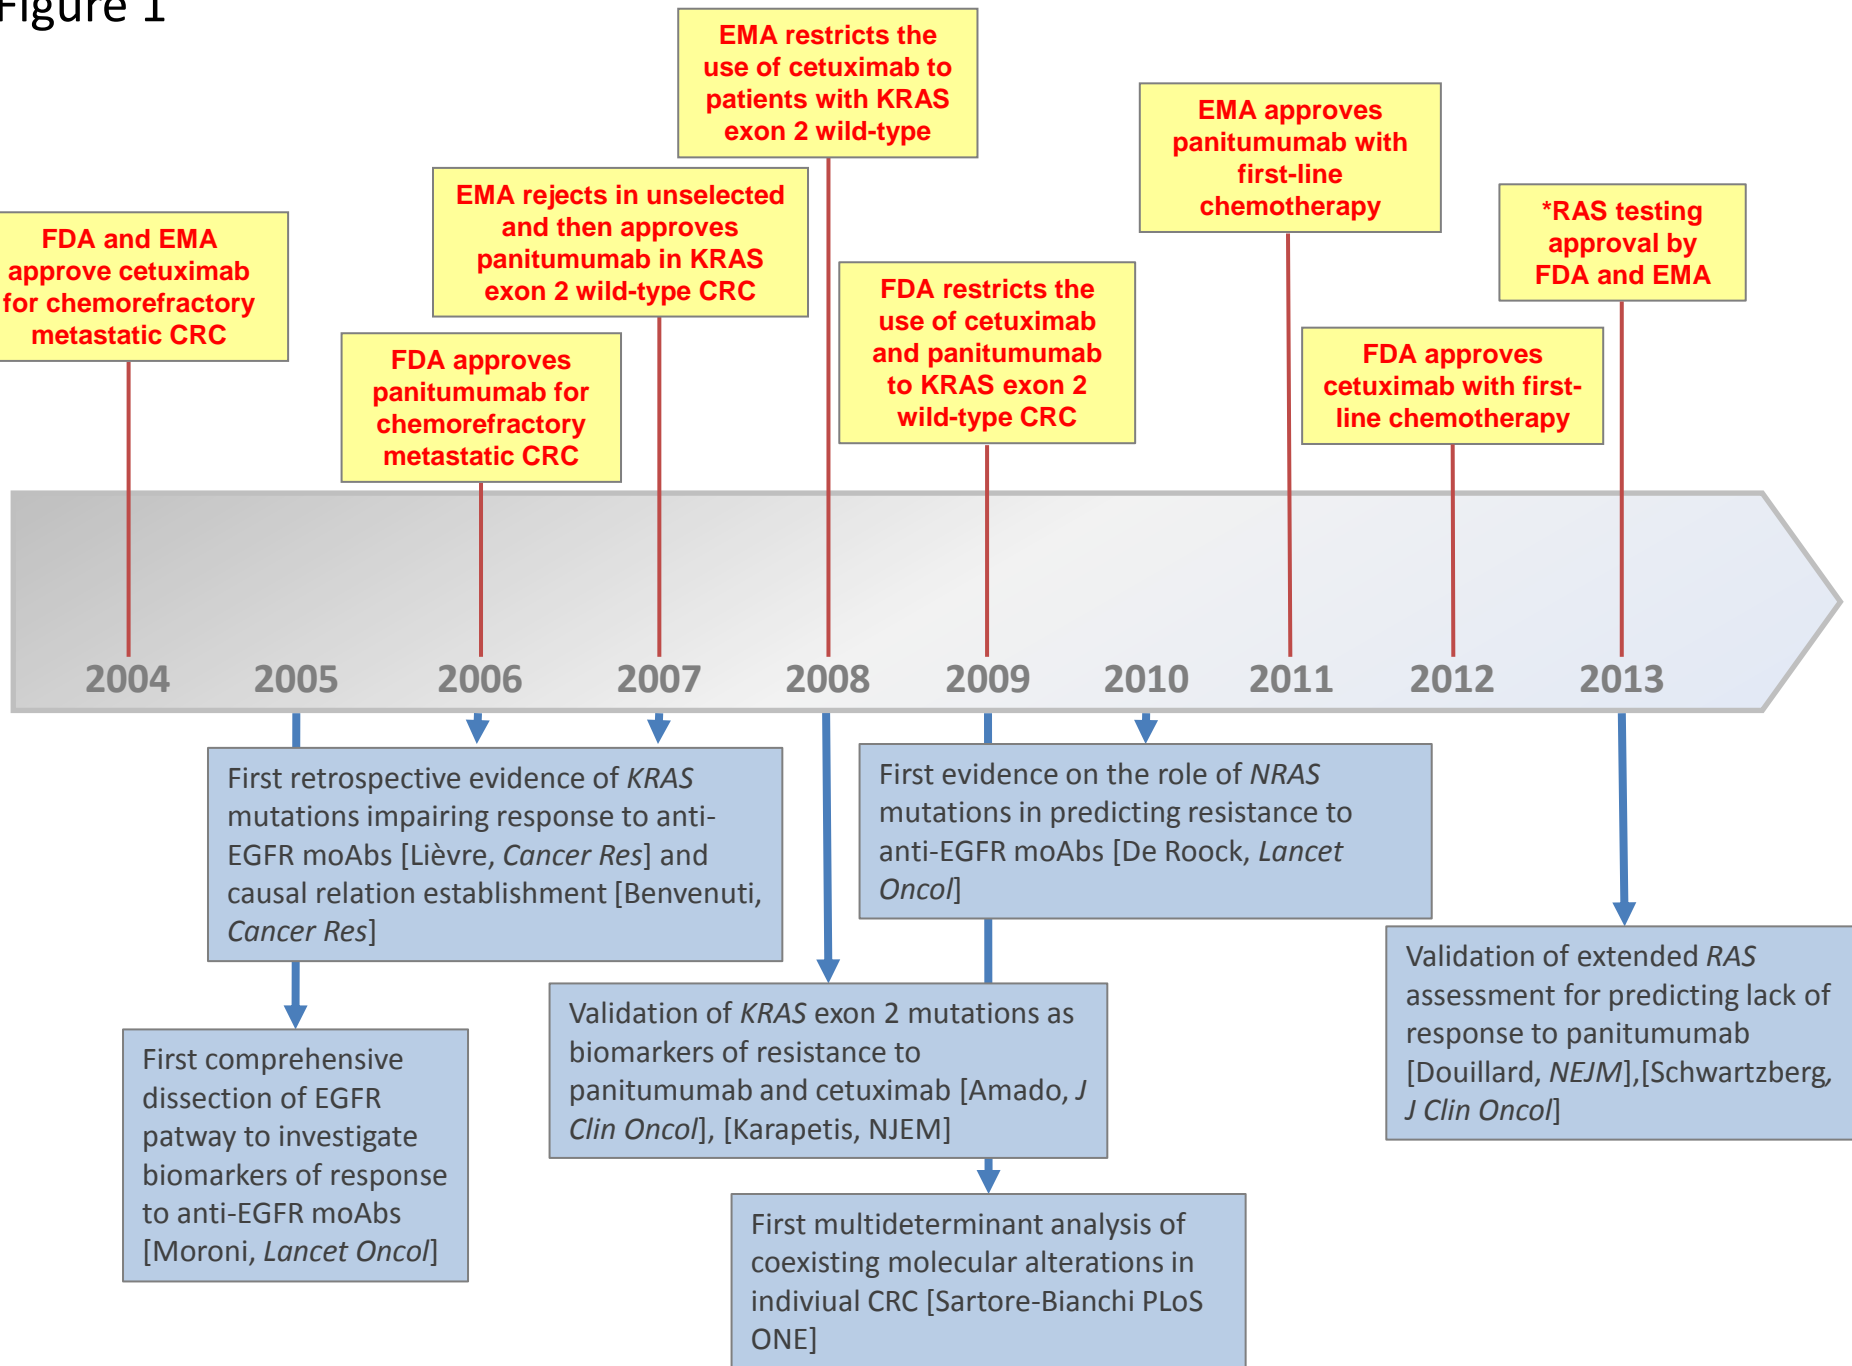 Figure 1
EMA restricts the
use of cetuximab to
patients with KRAS
exon 2 wild-type
EMA approves
panitumumab with
first-line
chemotherapy
EMA rejects in unselected
and then approves
panitumumab in KRAS
exon 2 wild-type CRC
*RAS testing
approval by
FDA and EMA
FDA and EMA
approve cetuximab
for chemorefractory
metastatic CRC
FDA restricts the
use of cetuximab
and panitumumab
to KRAS exon 2
wild-type CRC
FDA approves
panitumumab for
chemorefractory
metastatic CRC
FDA approves
cetuximab with first-
line chemotherapy
2004 2005 2006 2007 2008 2009 2010 2011 2012 2013
First retrospective evidence of KRAS
mutations impairing response to anti-
EGFR moAbs [Lièvre, Cancer Res] and
causal relation establishment [Benvenuti,
Cancer Res]
First evidence on the role of NRAS
mutations in predicting resistance to
anti-EGFR moAbs [De Roock, Lancet
Oncol]
Validation of extended RAS
assessment for predicting lack of
response to panitumumab
[Douillard, NEJM],[Schwartzberg,
J Clin Oncol]
Validation of KRAS exon 2 mutations as
biomarkers of resistance to
panitumumab and cetuximab [Amado, J
Clin Oncol], [Karapetis, NJEM]
First comprehensive
dissection of EGFR
patway to investigate
biomarkers of response
to anti-EGFR moAbs
[Moroni, Lancet Oncol]
First multideterminant analysis of
coexisting molecular alterations in
indiviual CRC [Sartore-Bianchi PLoS
ONE]